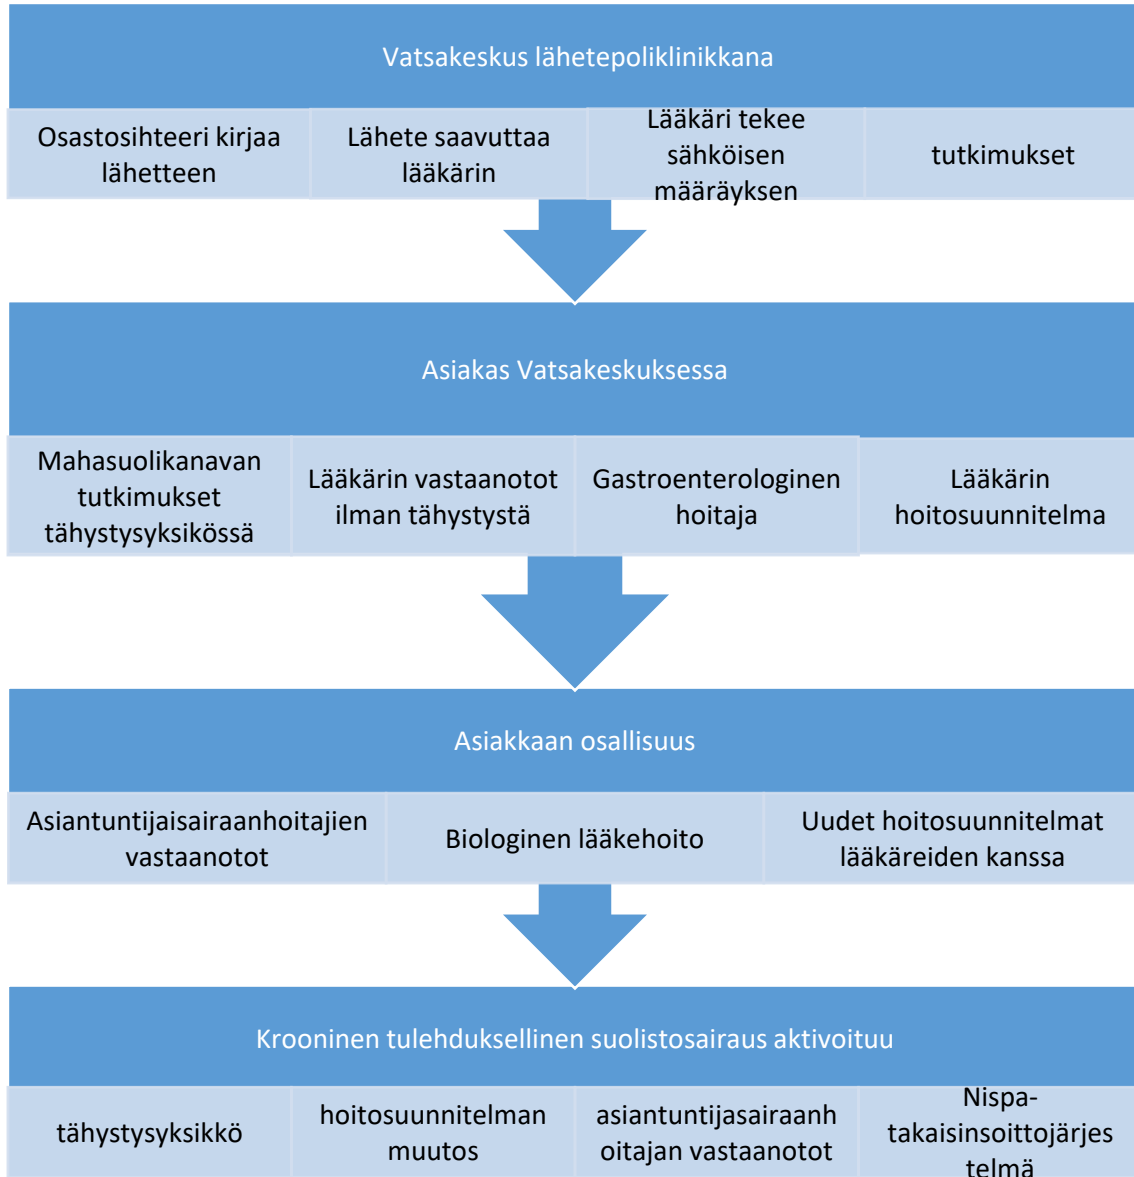 Vatsakeskus lähetepoliklinikkana
Osastosihteeri kirjaa
lähetteen
Lähete saavuttaa
lääkärin
Lääkäri tekee
sähköisen
määräyksen
tutkimukset
Asiakas Vatsakeskuksessa
Mahasuolikanavan
tutkimukset
tähystysyksikössä
Lääkärin vastaanotot
ilman tähystystä
Gastroenterologinen
hoitaja
Lääkärin
hoitosuunnitelma
Asiakkaan osallisuus
Asiantuntijaisairaanhoitajien
vastaanotot
Biologinen lääkehoito
Uudet hoitosuunnitelmat
lääkäreiden kanssa
Krooninen tulehduksellinen suolistosairaus aktivoituu
tähystysyksikkö
hoitosuunnitelman
muutos
asiantuntijasairaanh
oitajan vastaanotot
Nispa-
takaisinsoittojärjes
telmä